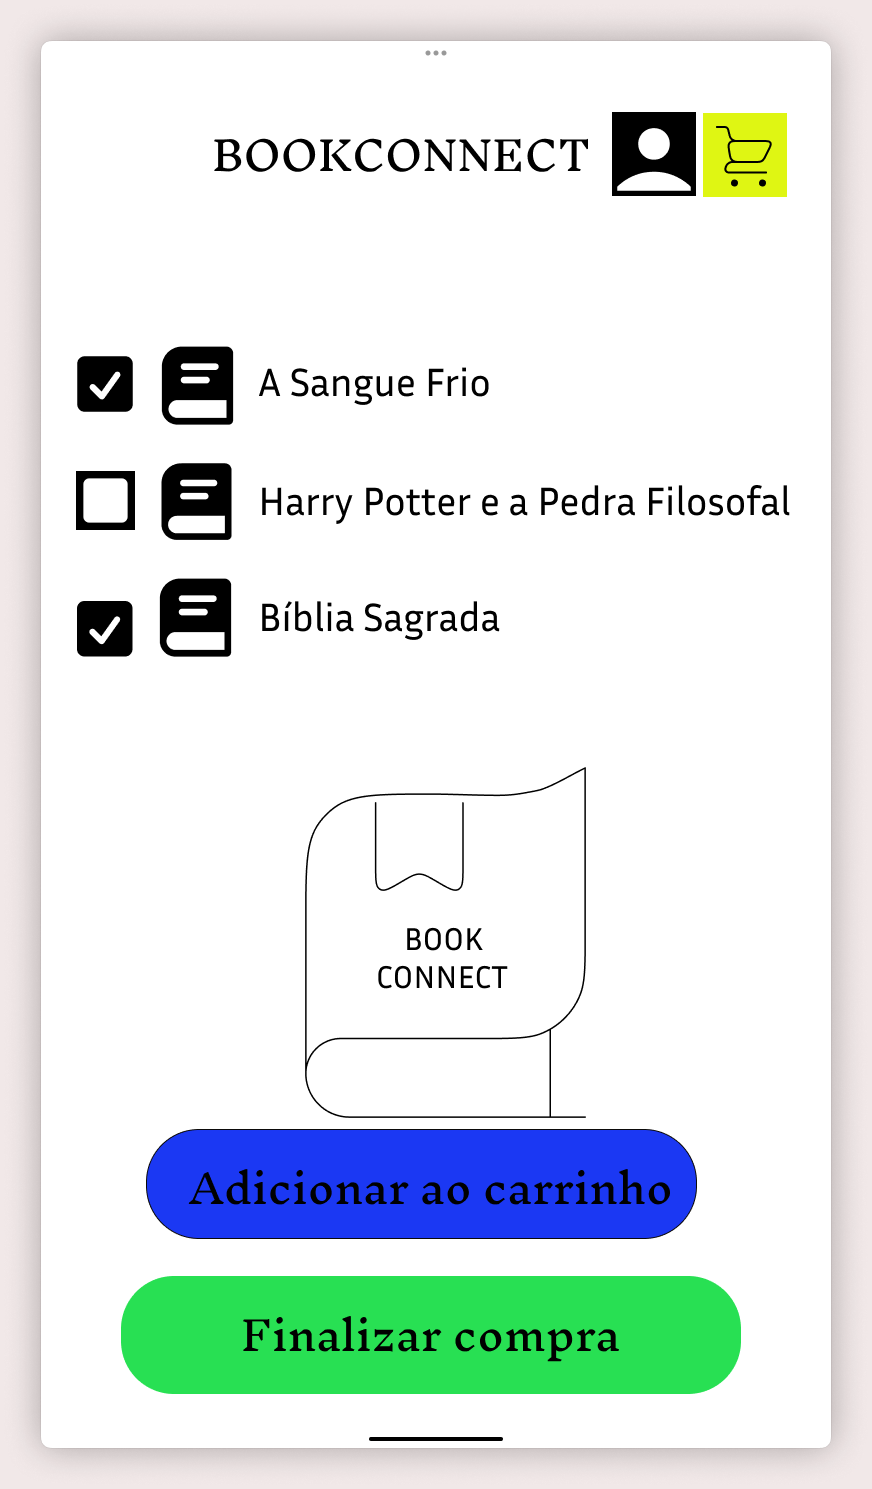 BOOKCONNECT
A Sangue Frio
Harry Potter e a Pedra Filosofal
Bíblia Sagrada
BOOK
CONNECT
Adicionar ao carrinho
Finalizar compra